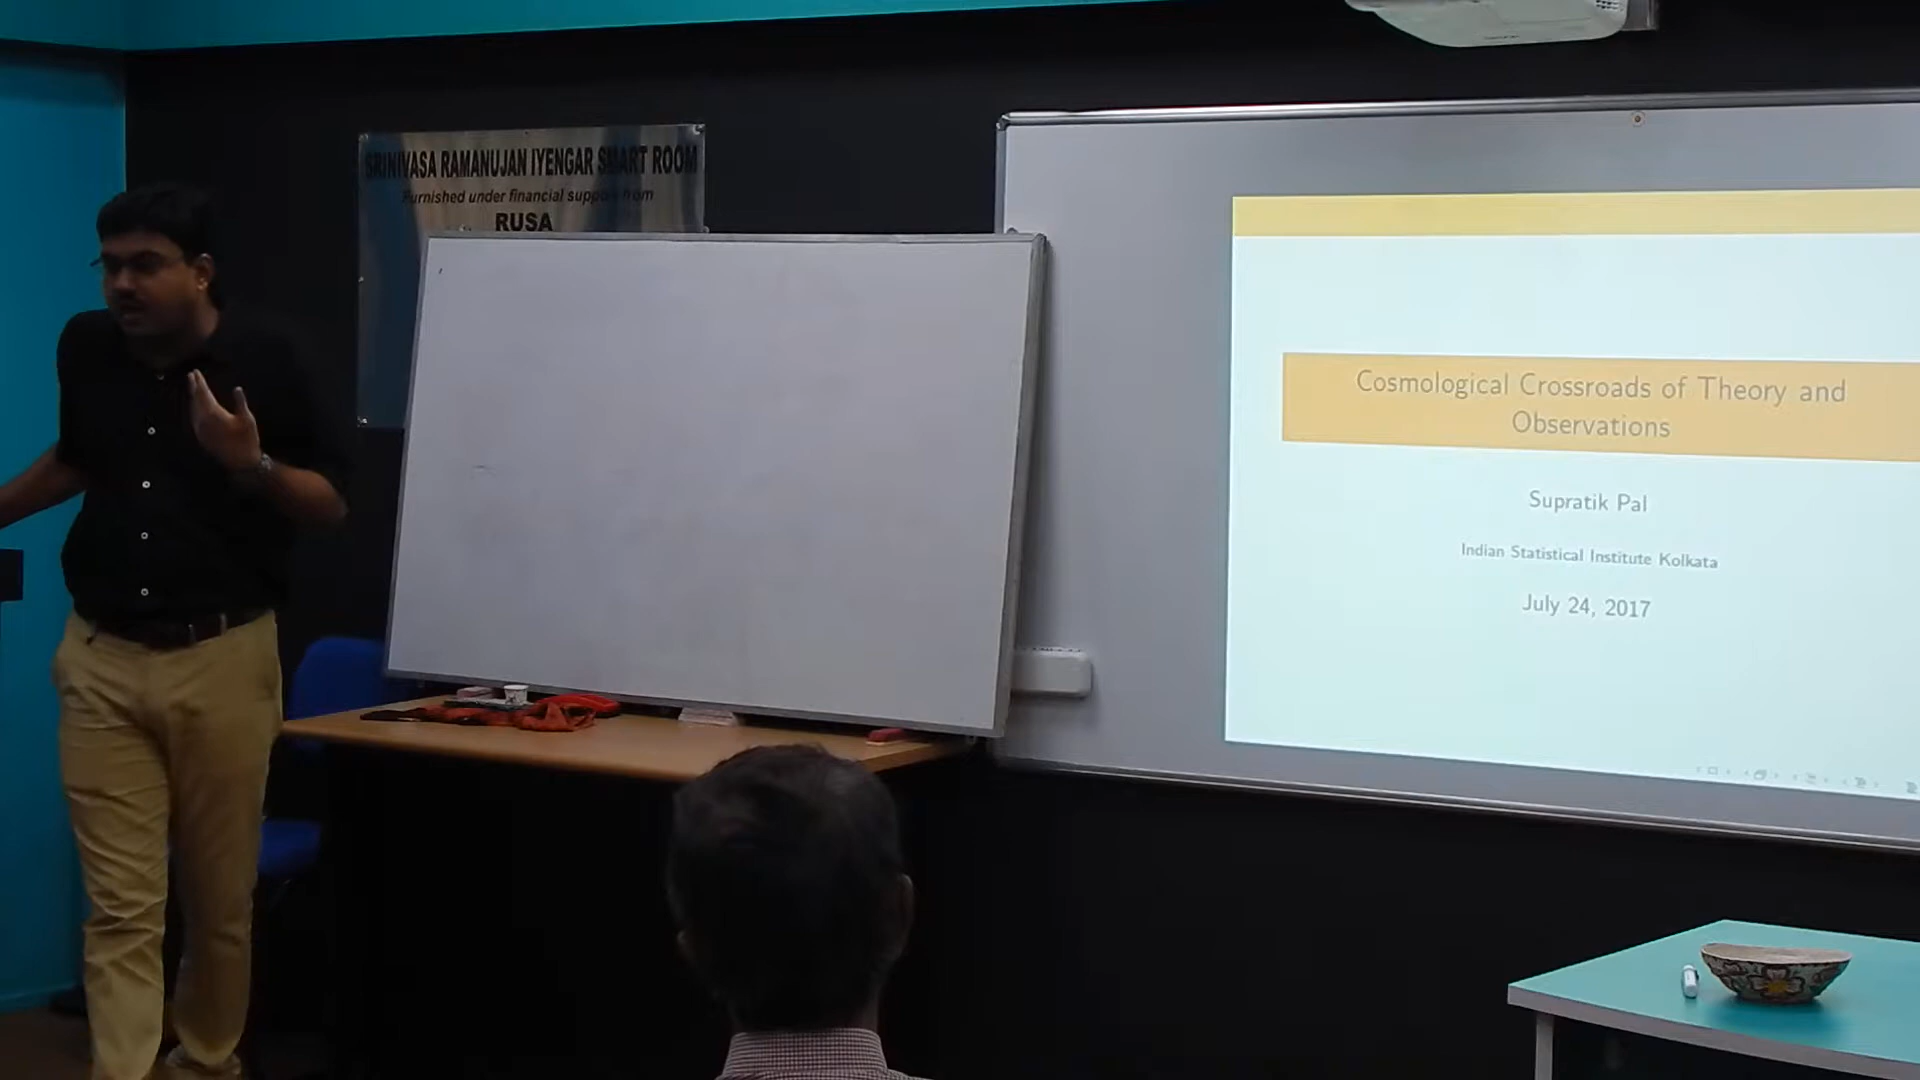 SRINIVASA RAMANUJAN IYENGAR SMART ROOM
Furnished under financial support from
RUSA
Cosmological Crossroads of Theory and
Observations
Supratik Pal
Indian Statistical Institute Kolkata
July 24, 2017